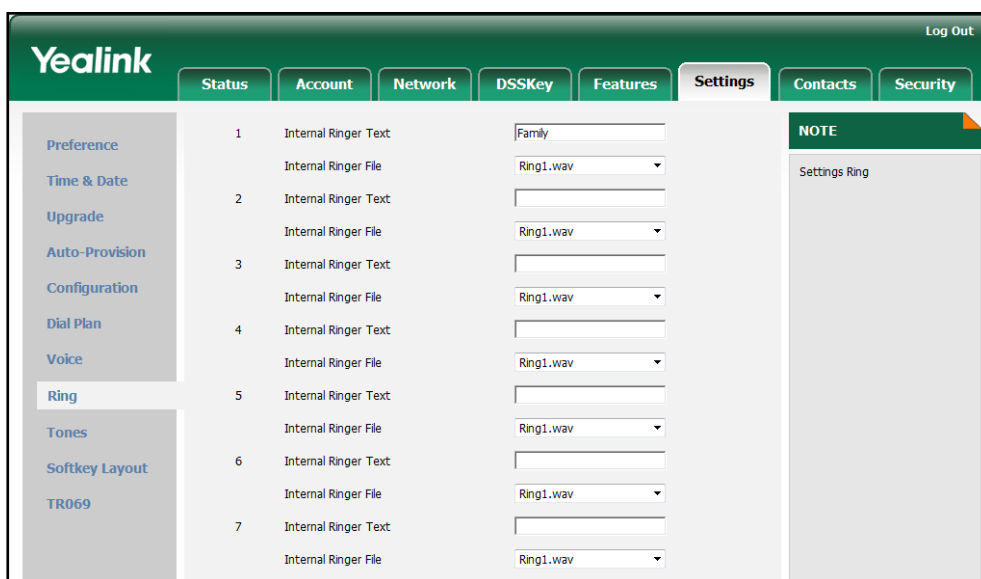 Log Out
Yealink
Status Account Network DSSKey Features Settings Contacts Security
Preference
Time & Date
Upgrade
Auto-Provision
Configuration
Dial Plan
Voice
Ring
Tones
Softkey Layout
TR069
1 Internal Ringer Text Family
Internal Ringer File Ring1.wav
2 Internal Ringer Text
Internal Ringer File Ring1.wav
3 Internal Ringer Text
Internal Ringer File Ring1.wav
4 Internal Ringer Text
Internal Ringer File Ring1.wav
5 Internal Ringer Text
Internal Ringer File Ring1.wav
6 Internal Ringer Text
Internal Ringer File Ring1.wav
7 Internal Ringer Text
Internal Ringer File Ring1.wav
NOTE
Settings Ring